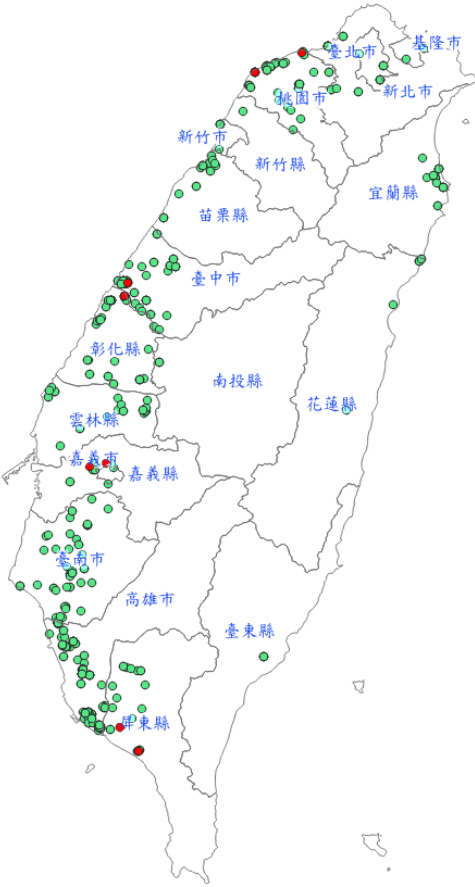 基隆市
臺北市
新北市
桃園市
新竹市
新竹縣
宜蘭縣
苗栗縣
臺中市
彰化縣
南投縣
花蓮縣
雲林縣
嘉義市
嘉義縣
臺南市
高雄市
臺東縣
屏東縣